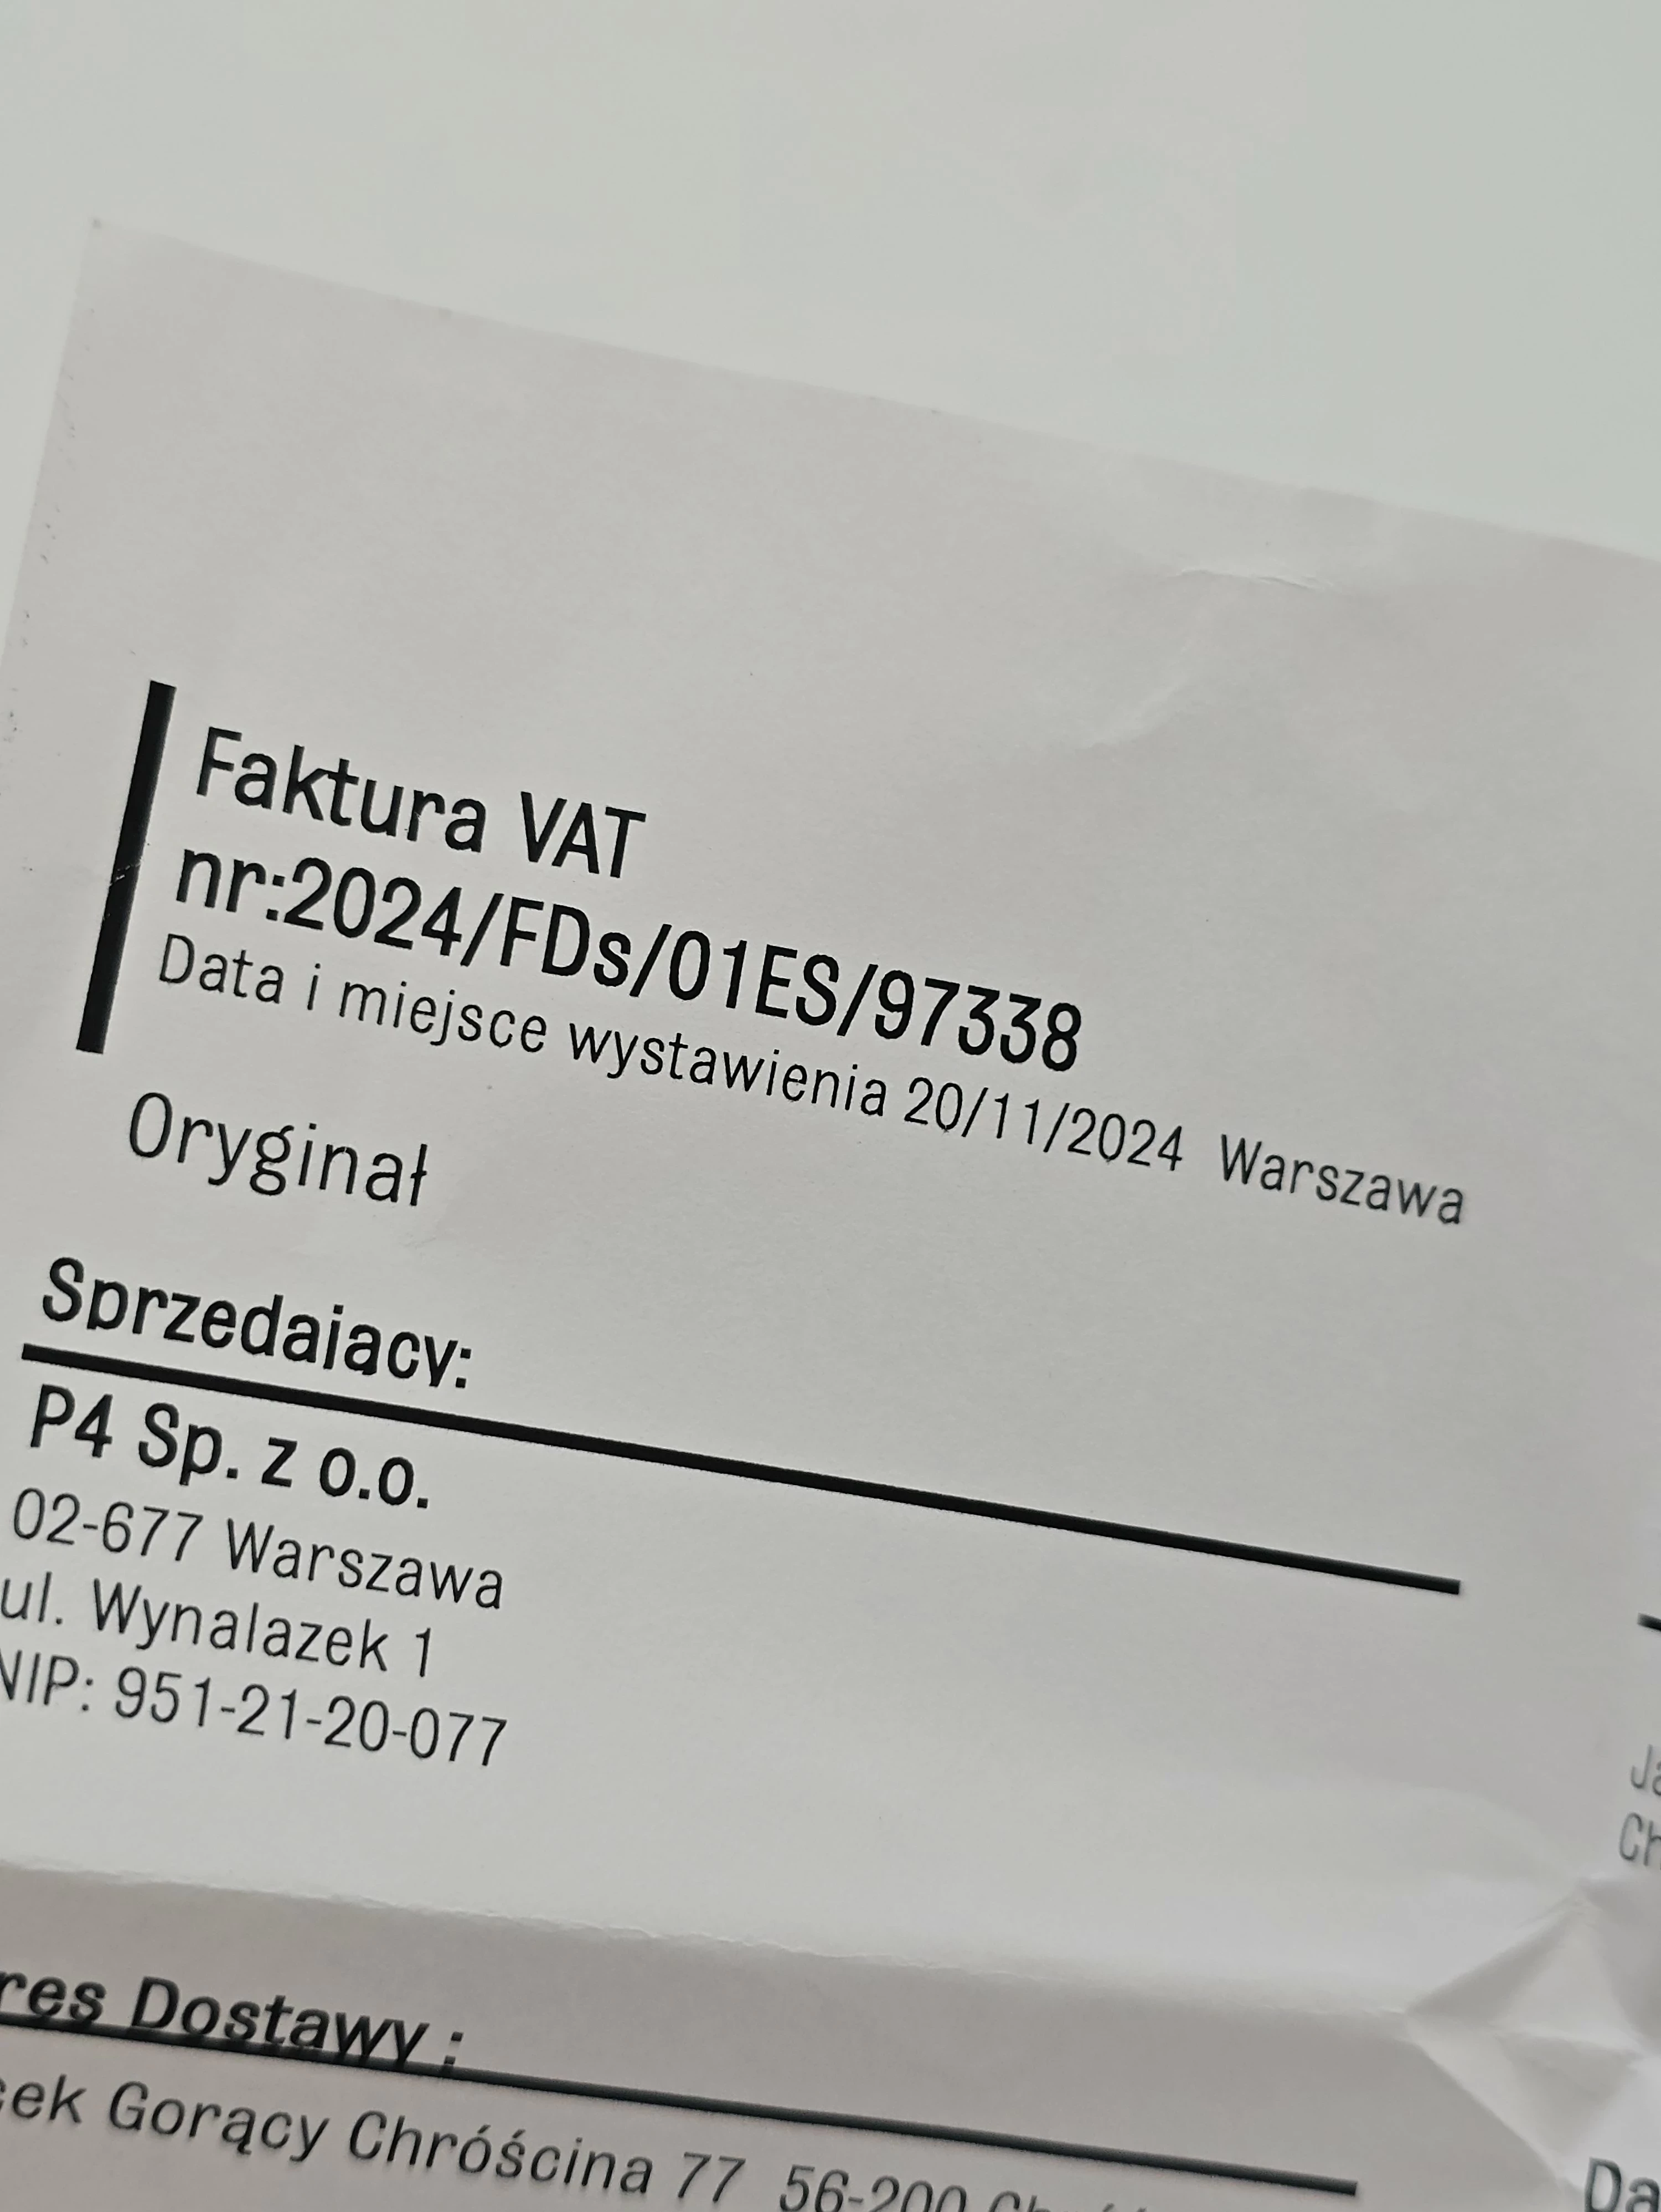 Faktura VAT
nr:2024/FDs/01ES/97338
Data i miejsce wystawienia 20/11/2024 Warszawa
Oryginał
Sprzedający:
P4 Sp. z o.o.
02-677 Warszawa
ul. Wynalazek 1
NIP: 951-21-20-077
Dostawy :
Gorący Chróścina 77 56-200